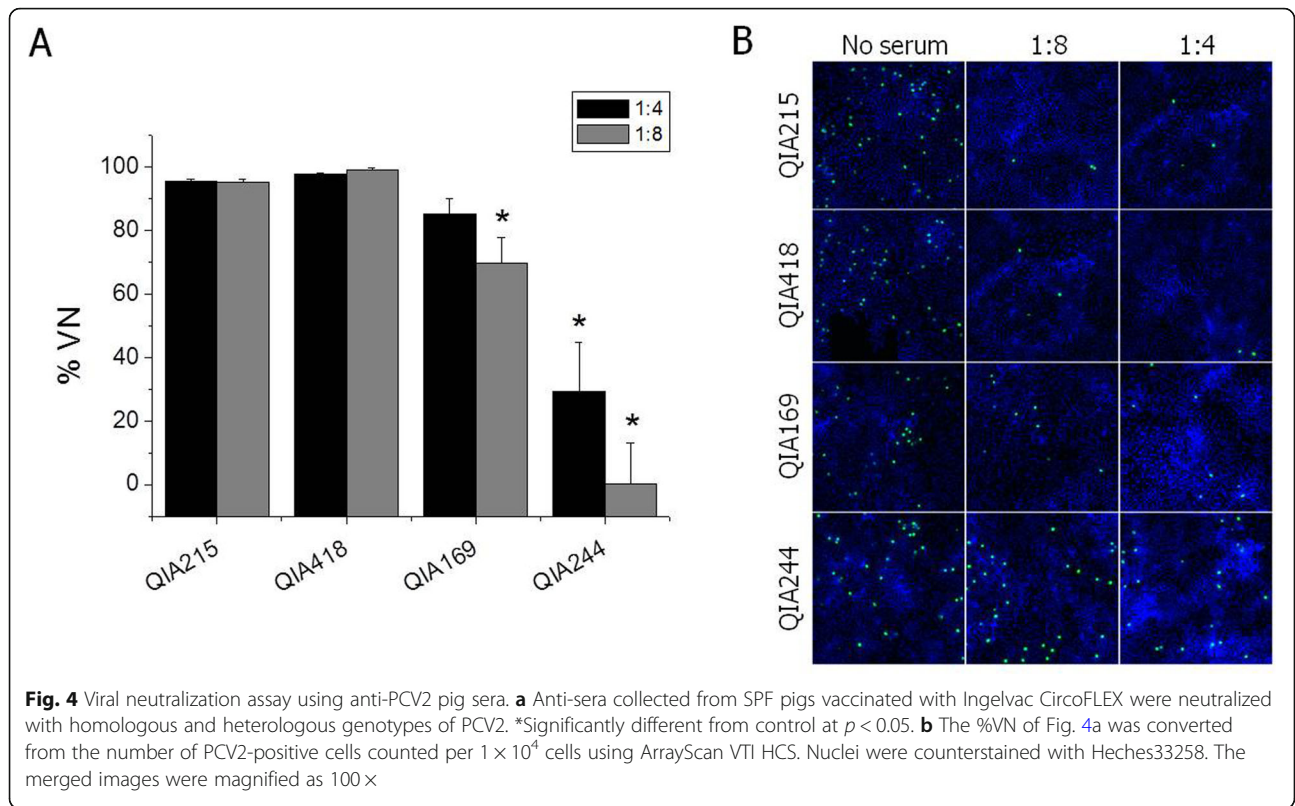 A
1:4
1:8
% VN
100
80
60
40
20
0
*
*
*
QIA215
QIA418
QIA169
QIA244
B
No serum
1:8
1:4
QIA215
QIA418
QIA169
QIA244
Fig. 4 Viral neutralization assay using anti-PCV2 pig sera. a Anti-sera collected from SPF pigs vaccinated with Ingelvac CircoFLEX were neutralized
with homologous and heterologous genotypes of PCV2. *Significantly different from control at p < 0.05. b The %VN of Fig. 4a was converted
from the number of PCV2-positive cells counted per 1 × 10⁴ cells using ArrayScan VTI HCS. Nuclei were counterstained with Heches33258. The
merged images were magnified as 100 ×